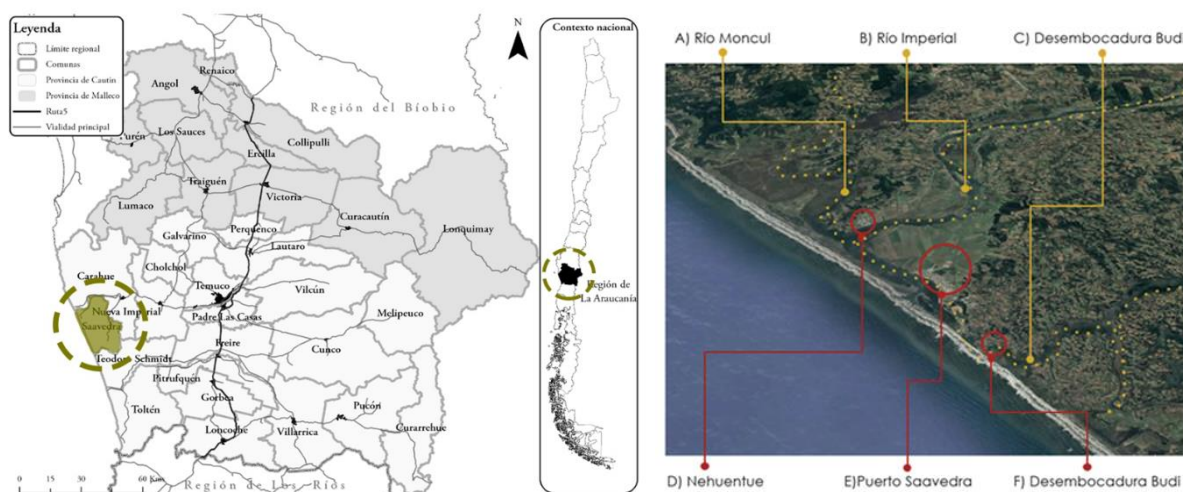 Leyenda
Límite regional
Comunas
Provincia de Cautín
Provincia de Malleco
Ruta5
Vialidad principal
N
Contexto nacional
Región de
La Araucanía
Región del Bíobio
Renaico
Angol
Los Sauces
Purén
Collipulli
Ercilla
Traiguén
Victoria
Lumaco
Curacautín
Lonquimay
Perquenco
Galvarino
Lautaro
Carahue
Cholchol
Temuco
Vilcún
Nueva Imperial
Padre Las Casas
Melipeuco
Saavedra
Freire
Teodoro Schmidt
Cunco
Pitrufquén
Gorbea
Toltén
Pucón
Loncoche
Villarrica
Curarrehue
Región de Los Ríos
0 15 30 60 Km
A) Río Moncul
B) Río Imperial
C) Desembocadura Budi
D) Nehuentue
E)Puerto Saavedra
F) Desembocadura Budi